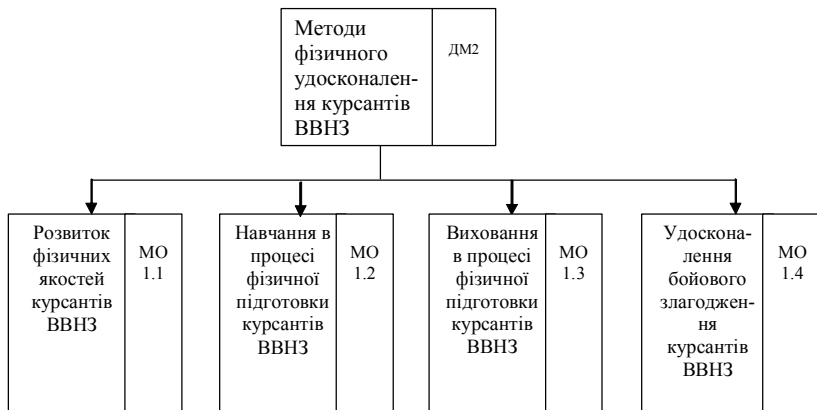 Методи
фізичного
удосконален-
ня курсантів
ВВНЗ
ДМ2
Розвиток
фізичних
якостей
курсантів
ВВНЗ
МО
1.1
Навчання в
процесі
фізичної
підготовки
курсантів
ВВНЗ
МО
1.2
Виховання
в процесі
фізичної
підготовки
курсантів
ВВНЗ
МО
1.3
Удоскона-
лення
бойового
злагоджен-
ня
курсантів
ВВНЗ
МО
1.4